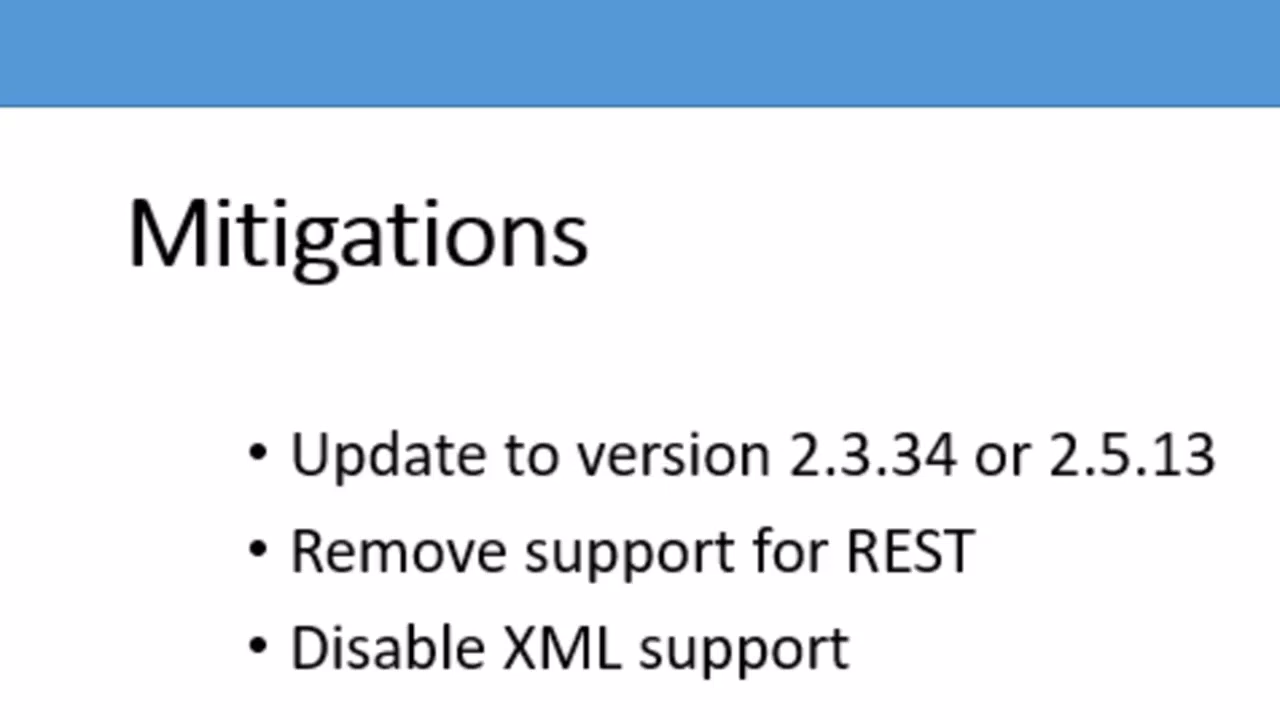 Mitigations
• Update to version 2.3.34 or 2.5.13
• Remove support for REST
• Disable XML support